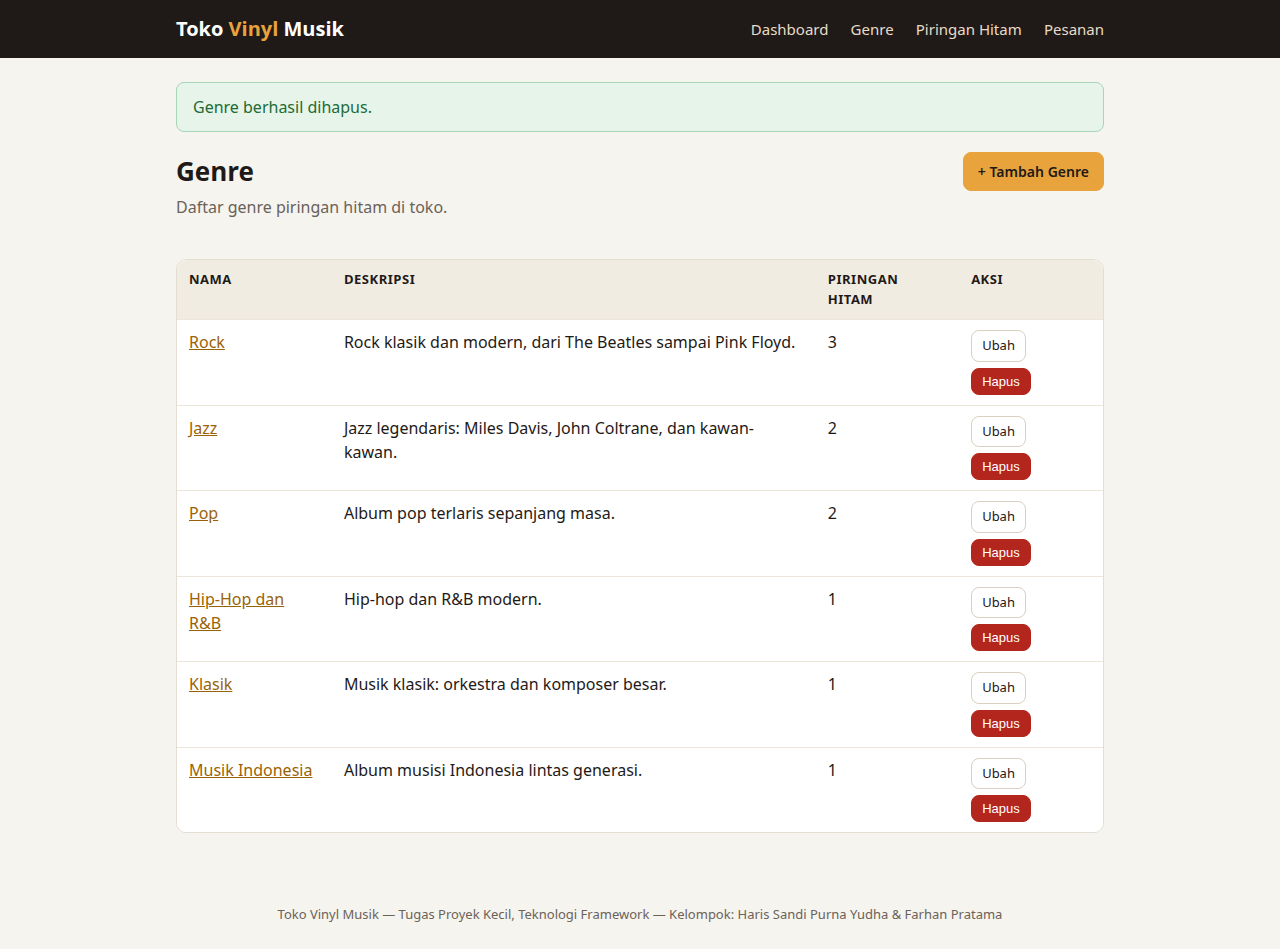 Toko Vinyl Musik
Dashboard Genre Piringan Hitam Pesanan
Genre berhasil dihapus.
Genre
+ Tambah Genre
Daftar genre piringan hitam di toko.
NAMA DESKRIPSI PIRINGAN HITAM AKSI
Rock Rock klasik dan modern, dari The Beatles sampai Pink Floyd. 3 Ubah
Hapus
Jazz Jazz legendaris: Miles Davis, John Coltrane, dan kawan-
kawan. 2 Ubah
Hapus
Pop Album pop terlaris sepanjang masa. 2 Ubah
Hapus
Hip-Hop dan
R&B Hip-hop dan R&B modern. 1 Ubah
Hapus
Klasik Musik klasik: orkestra dan komposer besar. 1 Ubah
Hapus
Musik Indonesia Album musisi Indonesia lintas generasi. 1 Ubah
Hapus
Toko Vinyl Musik — Tugas Proyek Kecil, Teknologi Framework — Kelompok: Haris Sandi Purna Yudha & Farhan Pratama